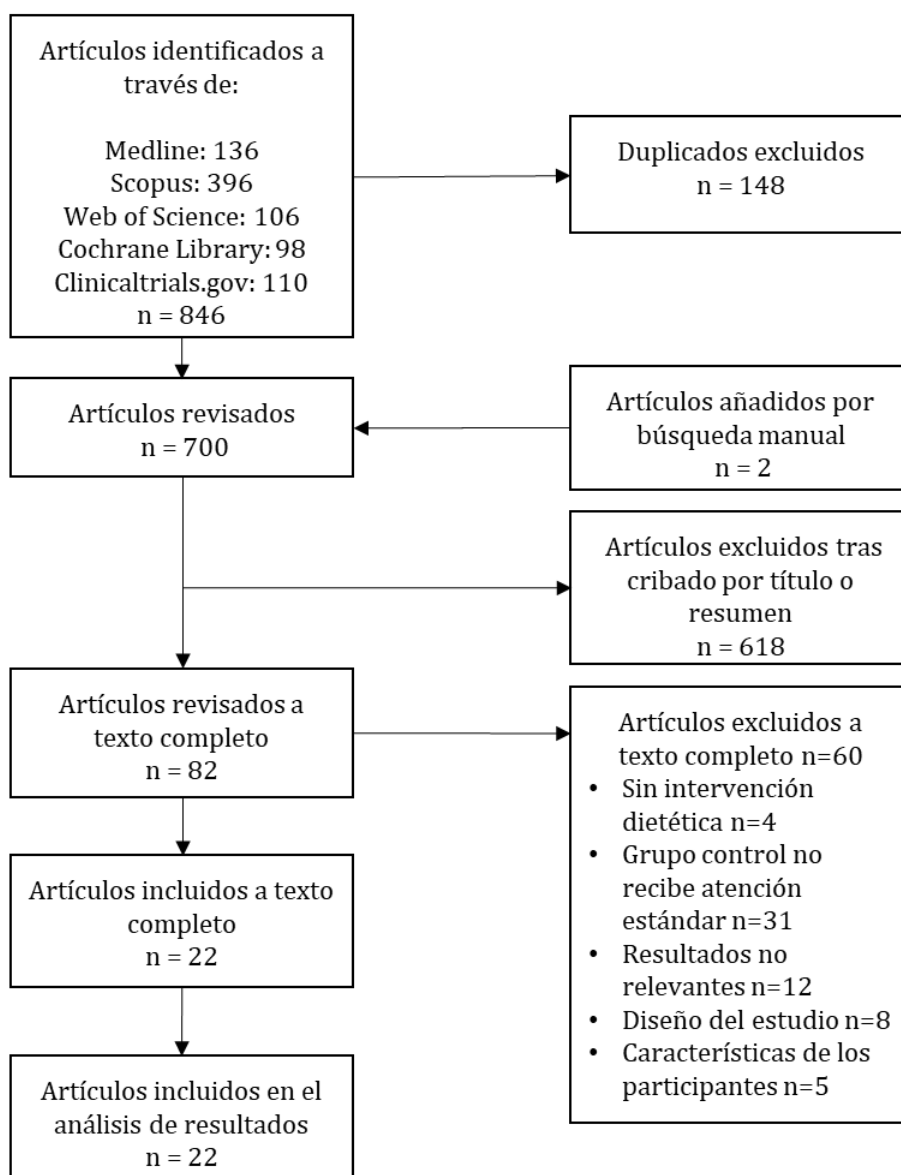 Artículos identificados a
través de:
Medline: 136
Scopus: 396
Web of Science: 106
Cochrane Library: 98
Clinicaltrials.gov: 110
n = 846
Duplicados excluidos
n = 148
Artículos revisados
n = 700
Artículos añadidos por
búsqueda manual
n = 2
Artículos excluidos tras
cribado por título o
resumen
n = 618
Artículos revisados a
texto completo
n = 82
Artículos excluidos a
texto completo n=60
• Sin intervención
dietética n=4
• Grupo control no
recibe atención
estándar n=31
• Resultados no
relevantes n=12
• Diseño del estudio n=8
• Características de los
participantes n=5
Artículos incluidos a texto
completo
n = 22
Artículos incluidos en el
análisis de resultados
n = 22